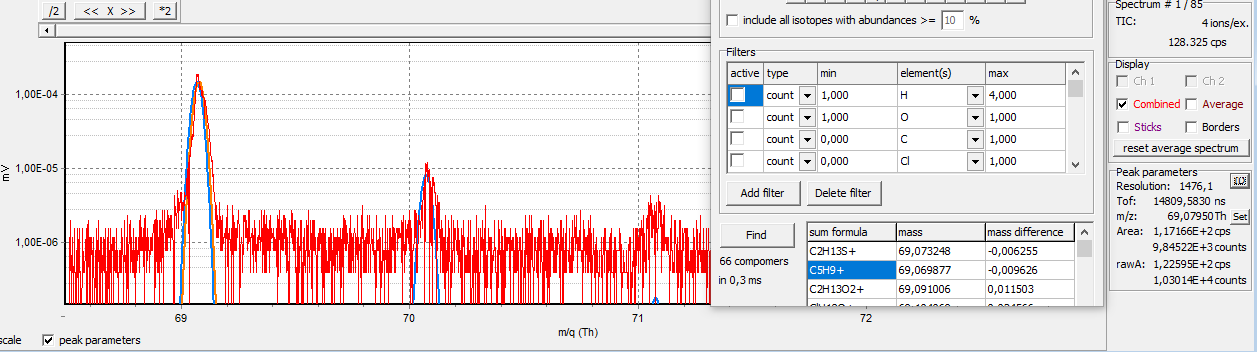 /2
<< X >>
*2
include all isotopes with abundances >= 10 %
Filters
active type min element(s) max
count 1,000 H 4,000
count 1,000 O 1,000
count 0,000 C 1,000
count 0,000 Cl 1,000
Add filter
Delete filter
Find
66 compomers
in 0,3 ms
sum formula mass mass difference
C2H13S+ 69,073248 -0,006255
C5H9+ 69,069877 -0,009626
C2H13O2+ 69,091006 0,011503
mV
1,00E-04
1,00E-05
1,00E-06
69
70
71
72
m/q (Th)
scale
peak parameters
Spectrum # 1 / 85
TIC: 4 ions/ex.
128.325 cps
Display
Ch 1
Ch 2
Combined
Average
Sticks
Borders
reset average spectrum
Peak parameters
Resolution: 1476,1
Tof: 14809,5830 ns
m/z: 69,07950 Th Set
Area: 1,17166E+2 cps
9,84522E+3 counts
rawA: 1,22595E+2 cps
1,03014E+4 counts